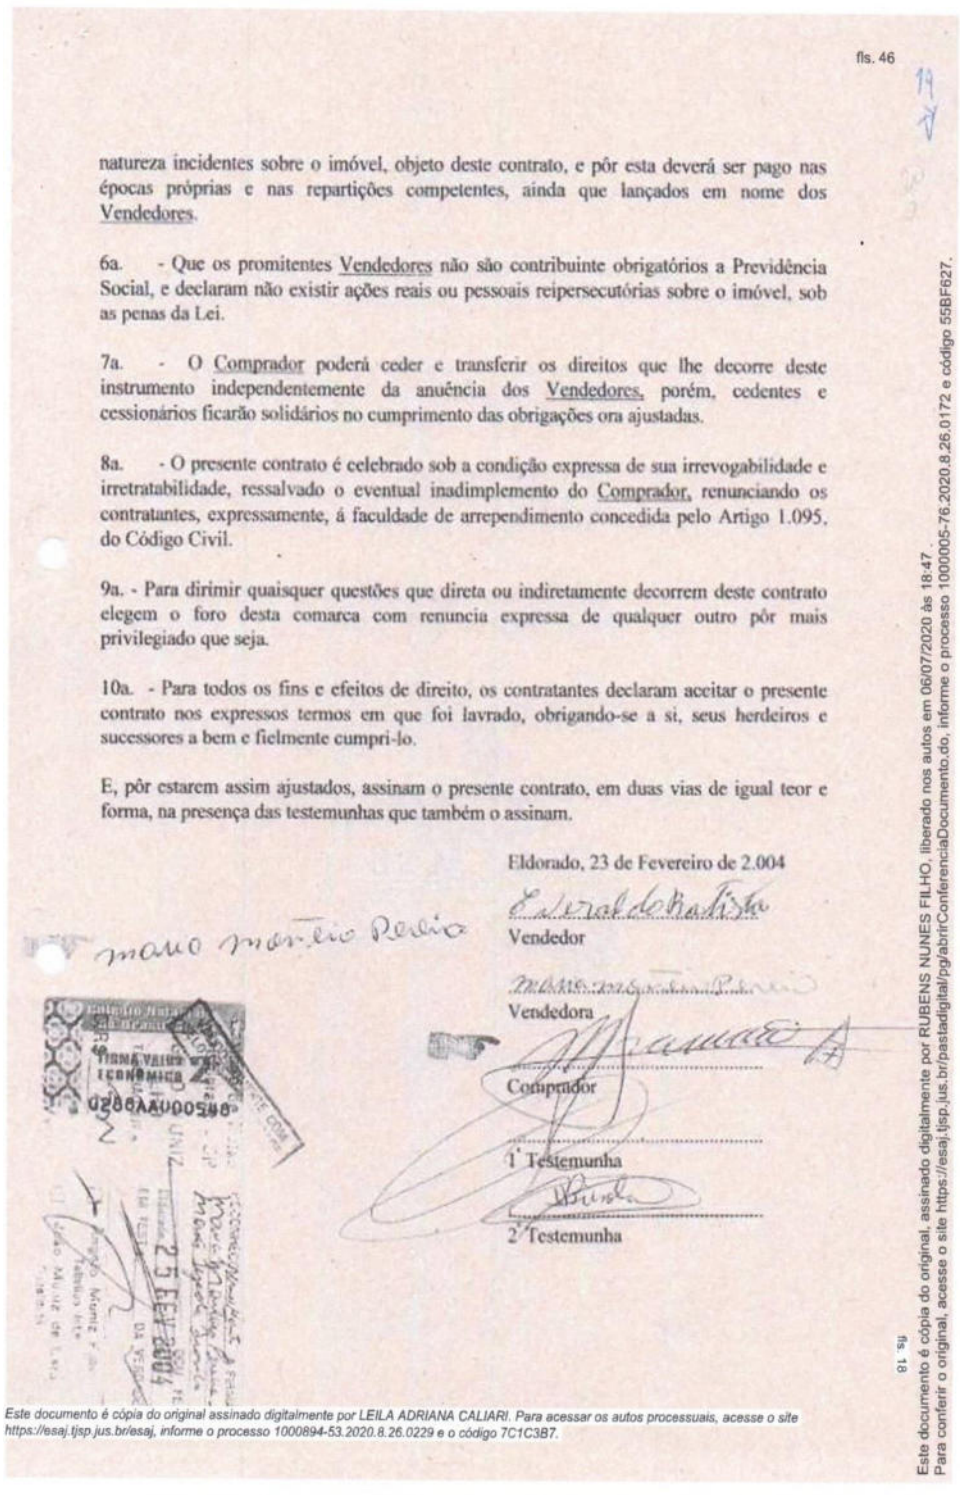 fls. 46
19
natureza incidentes sobre o imóvel, objeto deste contrato, e pôr esta deverá ser pago nas
épocas próprias e nas repartições competentes, ainda que lançados em nome dos
Vendedores.
6a. - Que os promitentes Vendedores não são contribuinte obrigatórios a Previdência
Social, e declaram não existir ações reais ou pessoais reipersecutórias sobre o imóvel, sob
as penas da Lei.
7a. - O Comprador poderá ceder e transferir os direitos que lhe decorre deste
instrumento independentemente da anuência dos Vendedores, porém, cedentes e
cessionários ficarão solidários no cumprimento das obrigações ora ajustadas.
8a. - O presente contrato é celebrado sob a condição expressa de sua irrevogabilidade e
irretratabilidade, ressalvado o eventual inadimplemento do Comprador, renunciando os
contratantes, expressamente, á faculdade de arrependimento concedida pelo Artigo 1.095,
do Código Civil.
9a. - Para dirimir quaisquer questões que direta ou indiretamente decorrem deste contrato
elegem o foro desta comarca com renuncia expressa de qualquer outro pôr mais
privilegiado que seja.
10a. - Para todos os fins e efeitos de direito, os contratantes declaram aceitar o presente
contrato nos expressos termos em que foi lavrado, obrigando-se a si, seus herdeiros e
sucessores a bem e fielmente cumpri-lo.
E, pôr estarem assim ajustados, assinam o presente contrato, em duas vias de igual teor e
forma, na presença das testemunhas que também o assinam.
Eldorado, 23 de Fevereiro de 2.004
Everaldo Batista
Vendedor
Vendedora
Comprador
1ª Testemunha
2ª Testemunha
FIRMA VALOR
ECONÔMICO
0286AAU00548
25 FEV 2004
DA VERDADE
fls. 18
Este documento é cópia do original, assinado digitalmente por RUBENS NUNES FILHO, liberado nos autos em 06/07/2020 às 18:47 .
Para conferir o original, acesse o site https://esaj.tjsp.jus.br/pastadigital/pg/abrirConferenciaDocumento.do, informe o processo 1000005-76.2020.8.26.0172 e código 55BF627.
Este documento é cópia do original assinado digitalmente por LEILA ADRIANA CALIARI. Para acessar os autos processuais, acesse o site
https://esaj.tjsp.jus.br/esaj, informe o processo 1000894-53.2020.8.26.0229 e o código 7C1C3B7.